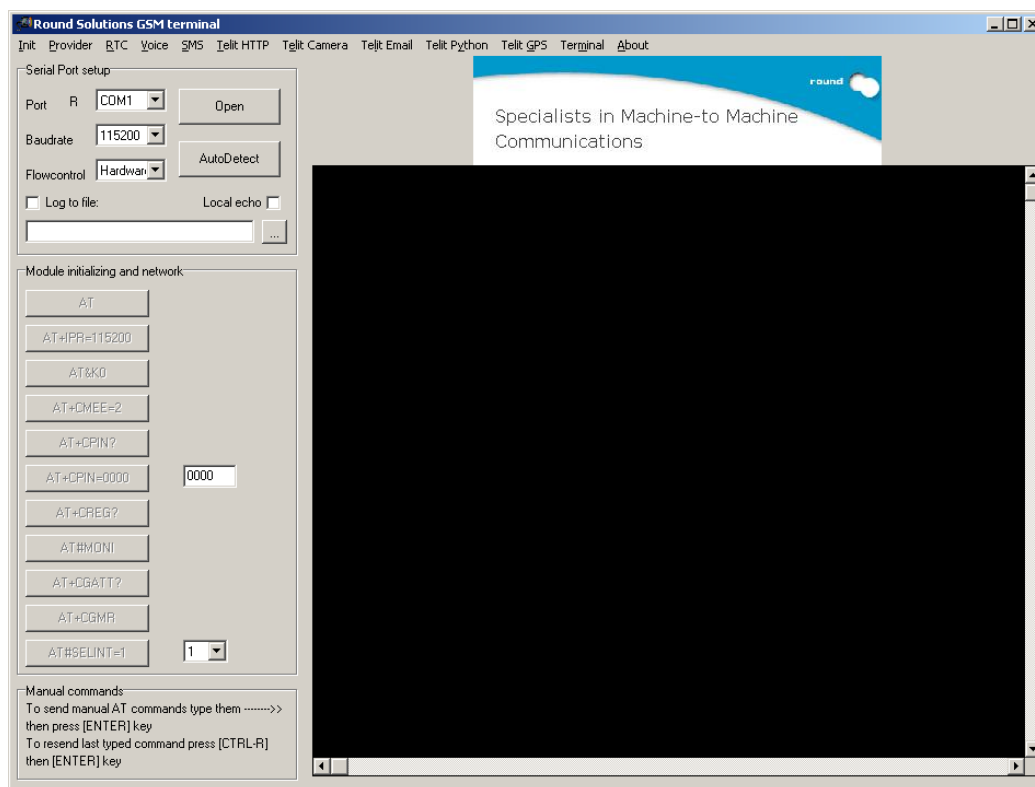 Round Solutions GSM terminal
Init Provider RTC Voice SMS Telit HTTP Telit Camera Telit Email Telit Python Telit GPS Terminal About
Serial Port setup
Port R COM1 Open
Baudrate 115200
AutoDetect
Flowcontrol Hardwar
Log to file: Local echo
...
round
Specialists in Machine-to Machine
Communications
Module initializing and network
AT
AT+IPR=115200
AT&K0
AT+CMEE=2
AT+CPIN?
AT+CPIN=0000 0000
AT+CREG?
AT#MONI
AT+CGATT?
AT+CGMR
AT#SELINT=1 1
Manual commands
To send manual AT commands type them ------->>
then press [ENTER] key
To resend last typed command press [CTRL-R]
then [ENTER] key